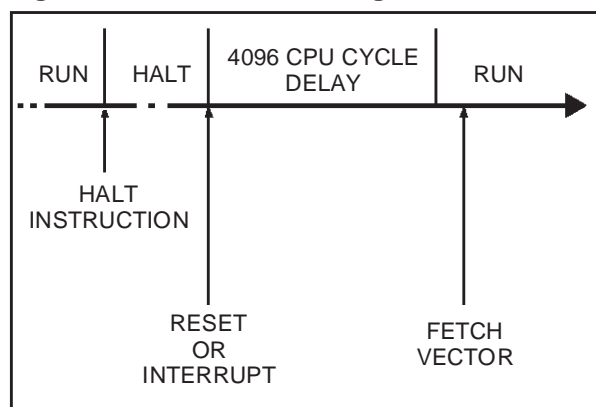 RUN
HALT
4096 CPU CYCLE
DELAY
RUN
HALT
INSTRUCTION
RESET
OR
INTERRUPT
FETCH
VECTOR